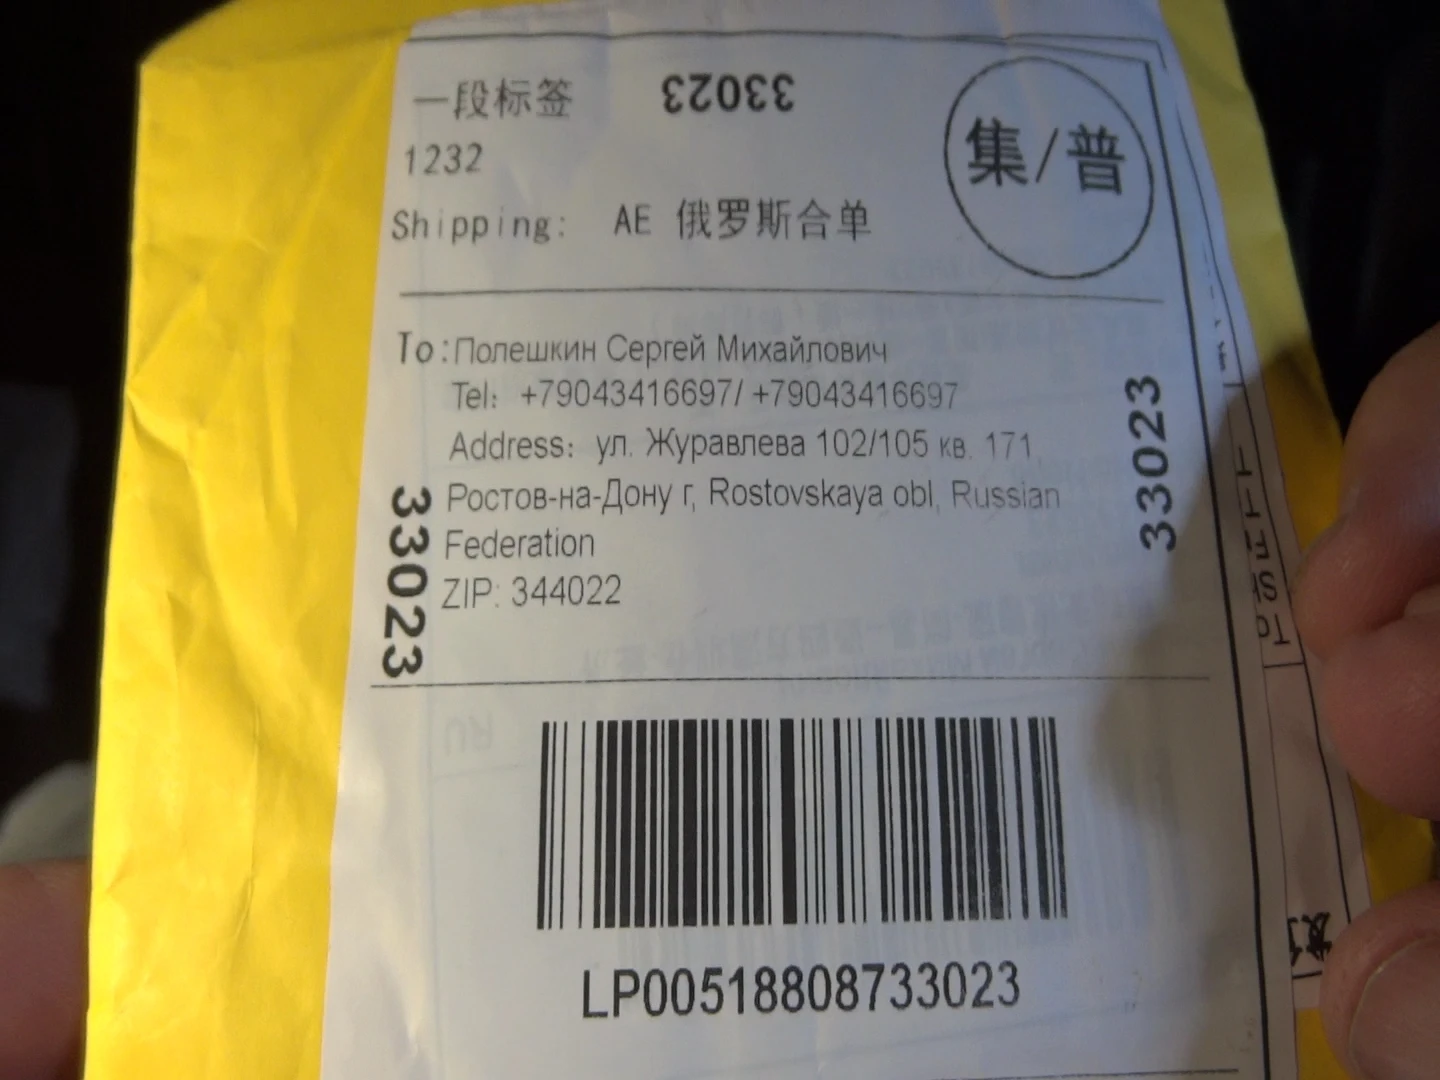 一段标签 33023
集/普
1232
Shipping: AE 俄罗斯合单
To:Полешкин Сергей Михайлович
Tel: +79043416697/ +79043416697
Address: ул. Журавлева 102/105 кв. 171,
Ростов-на-Дону г, Rostovskaya obl, Russian
Federation
ZIP: 344022
33023
33023
LP00518808733023